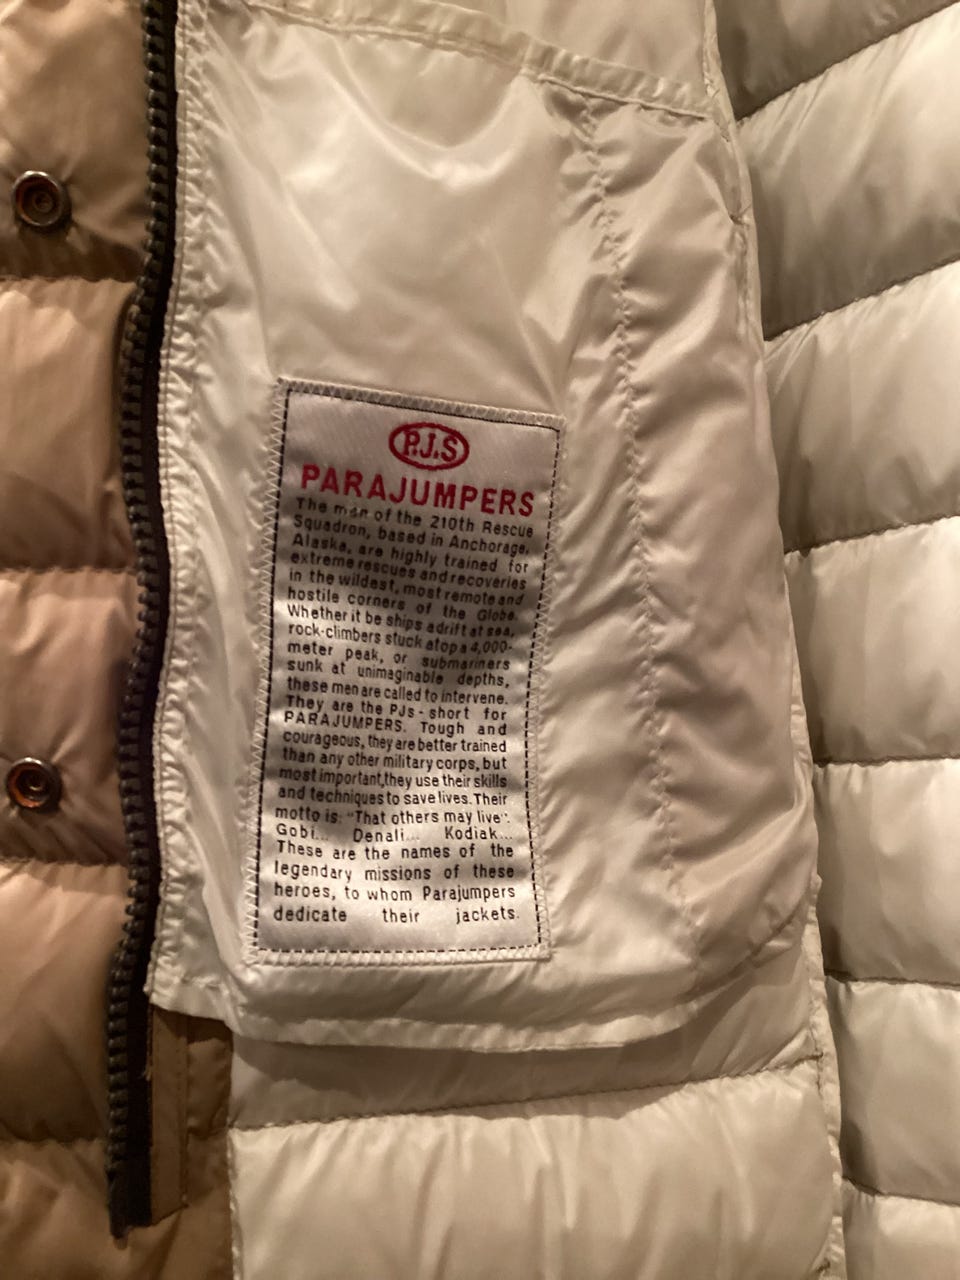 P.J.S
PARAJUMPERS
The men of the 210th Rescue
Squadron, based in Anchorage,
Alaska, are highly trained for
extreme rescues and recoveries
in the wildest, most remote and
hostile corners of the Globe.
Whether it be ships adrift at sea,
rock-climbers stuck atop a 4,000-
meter peak, or submariners
sunk at unimaginable depths,
these men are called to intervene.
They are the PJs - short for
PARAJUMPERS. Tough and
courageous, they are better trained
than any other military corps, but
most important,they use their skills
and techniques to save lives. Their
motto is: "That others may live".
Gobi... Denali... Kodiak...
These are the names of the
legendary missions of these
heroes, to whom Parajumpers
dedicate their jackets.